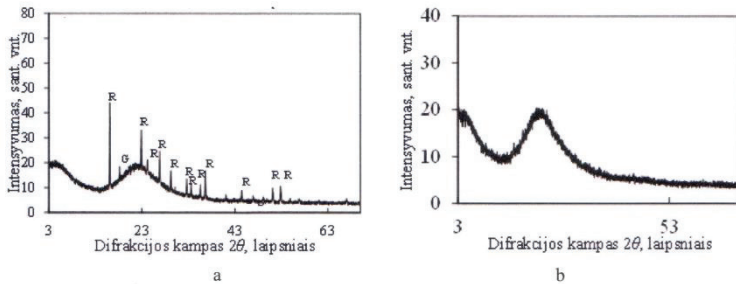 80
70
60
50
40
30
20
10
0
Intensyvumas, sant. vnt.
R
G
R
R
R
R
R
R
R
R
R
R
R
3 23 43 63
Difrakcijos kampas 2θ, laipsniais
a
40
30
20
10
0
Intensyvumas, sant. vnt.
3 53
Difrakcijos kampas 2θ, laipsniais
b